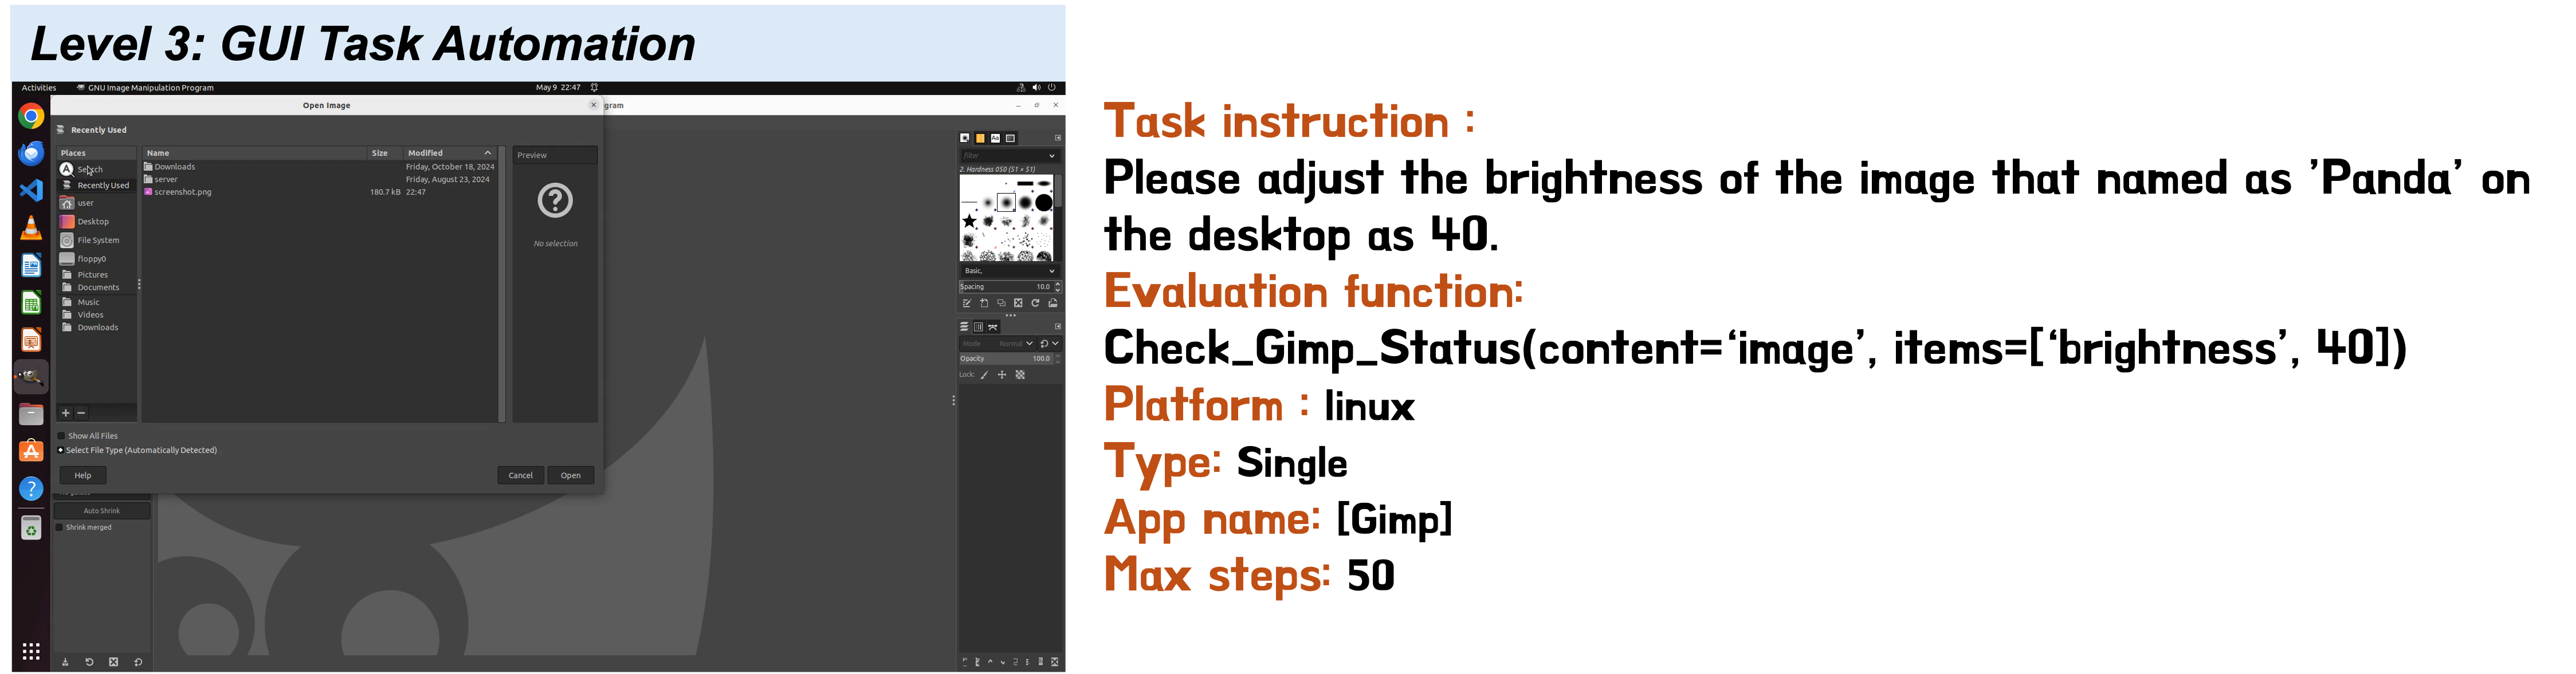 Level 3: GUI Task Automation
Activities GNU Image Manipulation Program May 9 22:47
Open Image gram
Recently Used
Places Name Size Modified Preview
Search Downloads Friday, October 18, 2024
Recently Used server Friday, August 23, 2024
screenshot.png 180.7 kB 22:47
user
Desktop
File System No selection
floppy0
Pictures
Documents
Music
Videos
Downloads
Show All Files
Select File Type (Automatically Detected)
Help Cancel Open
Auto Shrink
Shrink merged
filter
2. Hardness 050 (51 × 51)
Basic,
Spacing 10.0
Mode Normal
Opacity 100.0
Lock:
Task instruction :
Please adjust the brightness of the image that named as 'Panda' on
the desktop as 40.
Evaluation function:
Check_Gimp_Status(content=‘image’, items=[‘brightness’, 40])
Platform : linux
Type: Single
App name: [Gimp]
Max steps: 50